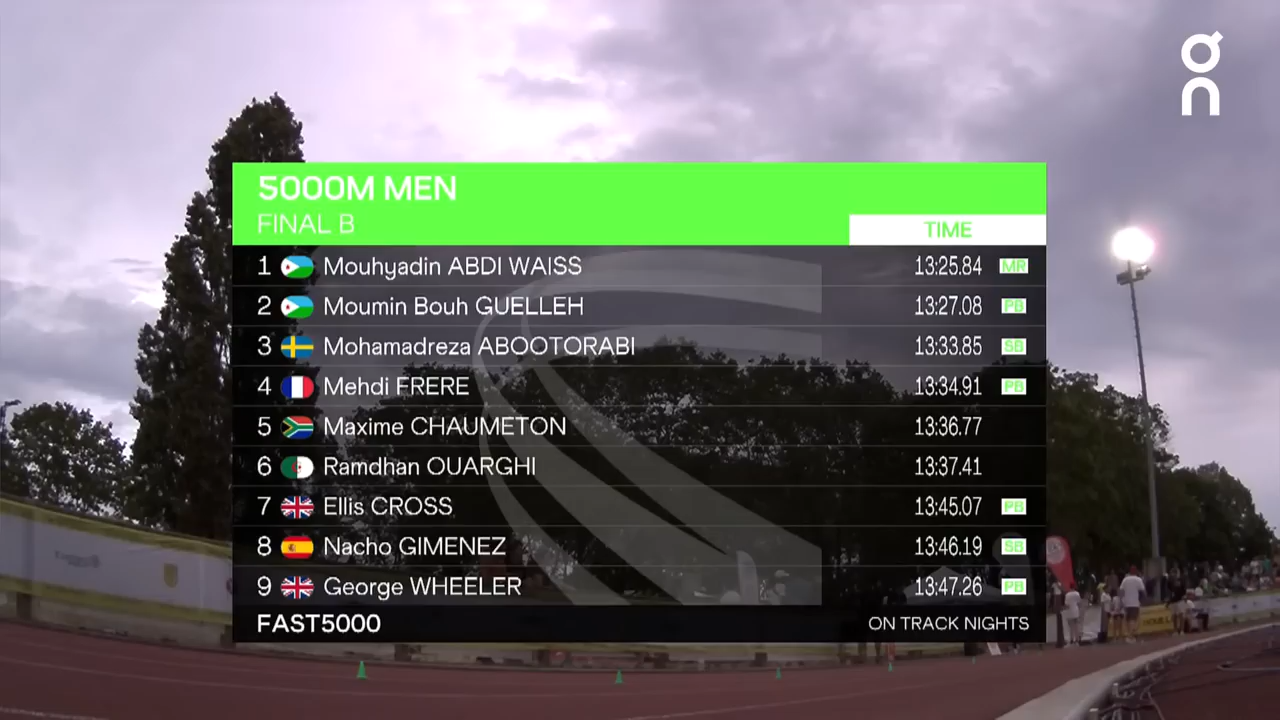 on
5000M MEN
FINAL B
TIME
1 Mouhyadin ABDI WAISS 13:25.84 MR
2 Moumin Bouh GUELLEH 13:27.08 PB
3 Mohamadreza ABOOTORABI 13:33.85 SB
4 Mehdi FRERE 13:34.91 PB
5 Maxime CHAUMETON 13:36.77
6 Ramdhan OUARGHI 13:37.41
7 Ellis CROSS 13:45.07 PB
8 Nacho GIMENEZ 13:46.19 SB
9 George WHEELER 13:47.26 PB
FAST5000 ON TRACK NIGHTS